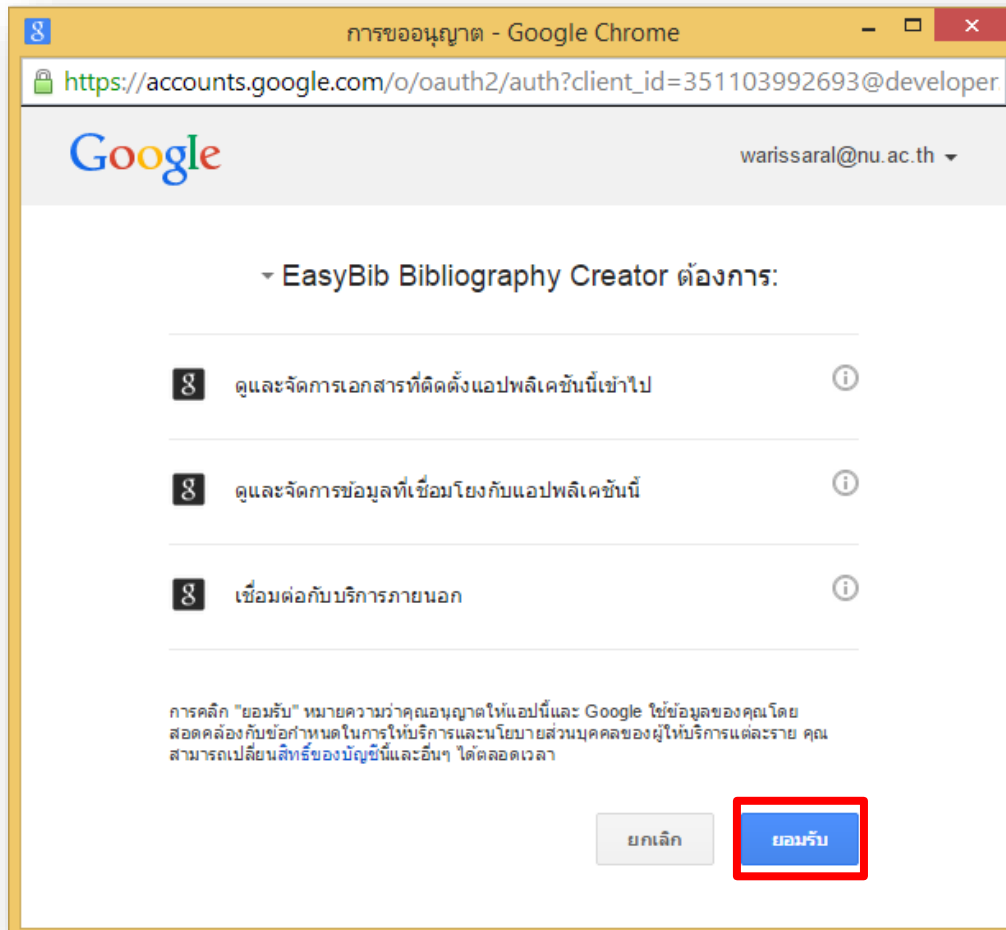 การขออนุญาต - Google Chrome
https://accounts.google.com/o/oauth2/auth?client_id=351103992693@developer.
Google
warissaral@nu.ac.th
EasyBib Bibliography Creator ต้องการ:
ดูและจัดการเอกสารที่ติดตั้งแอปพลิเคชันนี้เข้าไป
ดูและจัดการข้อมูลที่เชื่อมโยงกับแอปพลิเคชันนี้
เชื่อมต่อกับบริการภายนอก
การคลิก "ยอมรับ" หมายความว่าคุณอนุญาตให้แอปนี้และ Google ใช้ข้อมูลของคุณโดย
สอดคล้องกับข้อกำหนดในการให้บริการและนโยบายส่วนบุคคลของผู้ให้บริการแต่ละราย คุณ
สามารถเปลี่ยนสิทธิ์ของบัญชีนี้และอื่นๆ ได้ตลอดเวลา
ยกเลิก
ยอมรับ